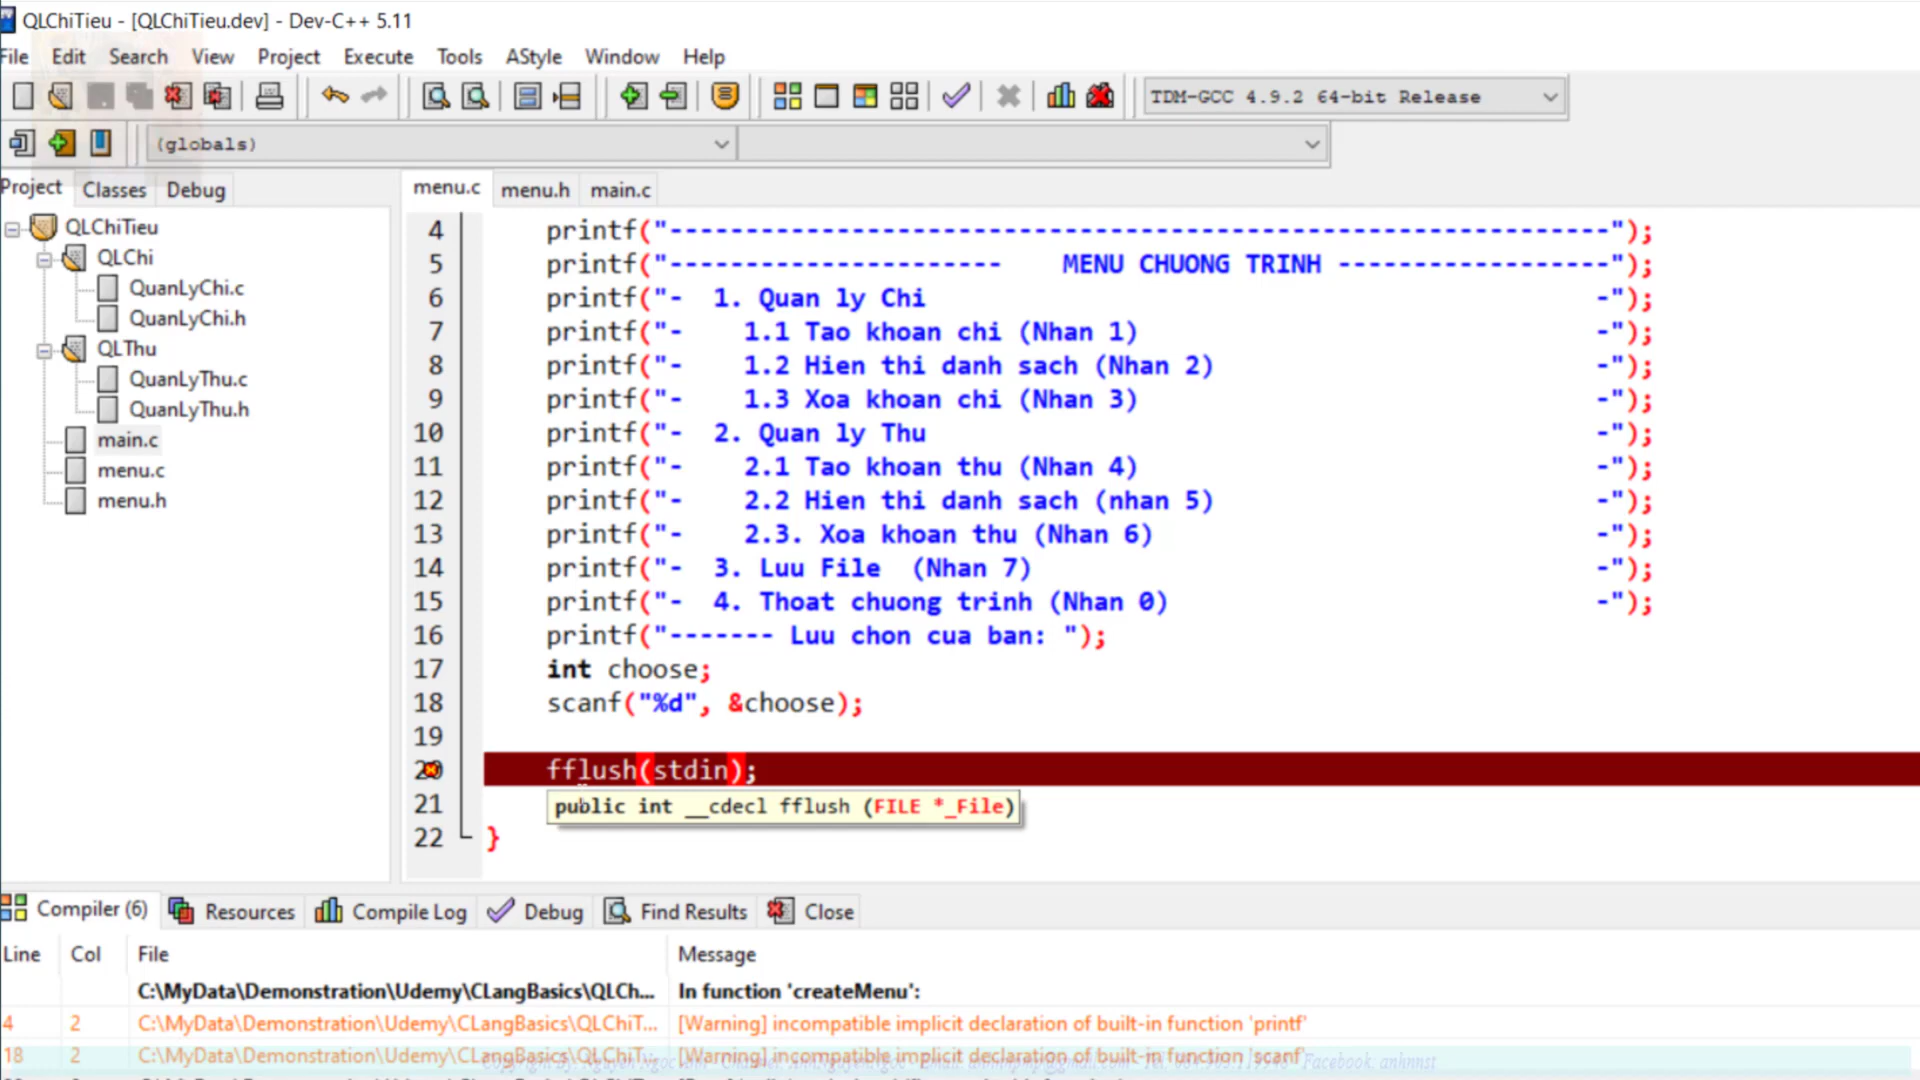 QLChiTieu - [QLChiTieu.dev] - Dev-C++ 5.11
File Edit Search View Project Execute Tools AStyle Window Help
TDM-GCC 4.9.2 64-bit Release
(globals)
Project Classes Debug
menu.c menu.h main.c
QLChiTieu
QLChi
QuanLyChi.c
QuanLyChi.h
QLThu
QuanLyThu.c
QuanLyThu.h
main.c
menu.c
menu.h
4 printf("--------------------------------------------------------------");
5 printf("---------------------- MENU CHUONG TRINH ------------------");
6 printf("- 1. Quan ly Chi -");
7 printf("- 1.1 Tao khoan chi (Nhan 1) -");
8 printf("- 1.2 Hien thi danh sach (Nhan 2) -");
9 printf("- 1.3 Xoa khoan chi (Nhan 3) -");
10 printf("- 2. Quan ly Thu -");
11 printf("- 2.1 Tao khoan thu (Nhan 4) -");
12 printf("- 2.2 Hien thi danh sach (nhan 5) -");
13 printf("- 2.3. Xoa khoan thu (Nhan 6) -");
14 printf("- 3. Luu File (Nhan 7) -");
15 printf("- 4. Thoat chuong trinh (Nhan 0) -");
16 printf("------- Luu chon cua ban: ");
17 int choose;
18 scanf("%d", &choose);
19
20 fflush(stdin);
21 public int __cdecl fflush (FILE *_File)
22 }
Compiler (6) Resources Compile Log Debug Find Results Close
Line Col File Message
C:\MyData\Demonstration\Udemy\CLangBasics\QLCh... In function 'createMenu':
4 2 C:\MyData\Demonstration\Udemy\CLangBasics\QLChiT... [Warning] incompatible implicit declaration of built-in function 'printf'
18 2 C:\MyData\Demonstration\Udemy\CLangBasics\QLChiT... [Warning] incompatible implicit declaration of built-in function 'scanf'
Facebook: anhnnst